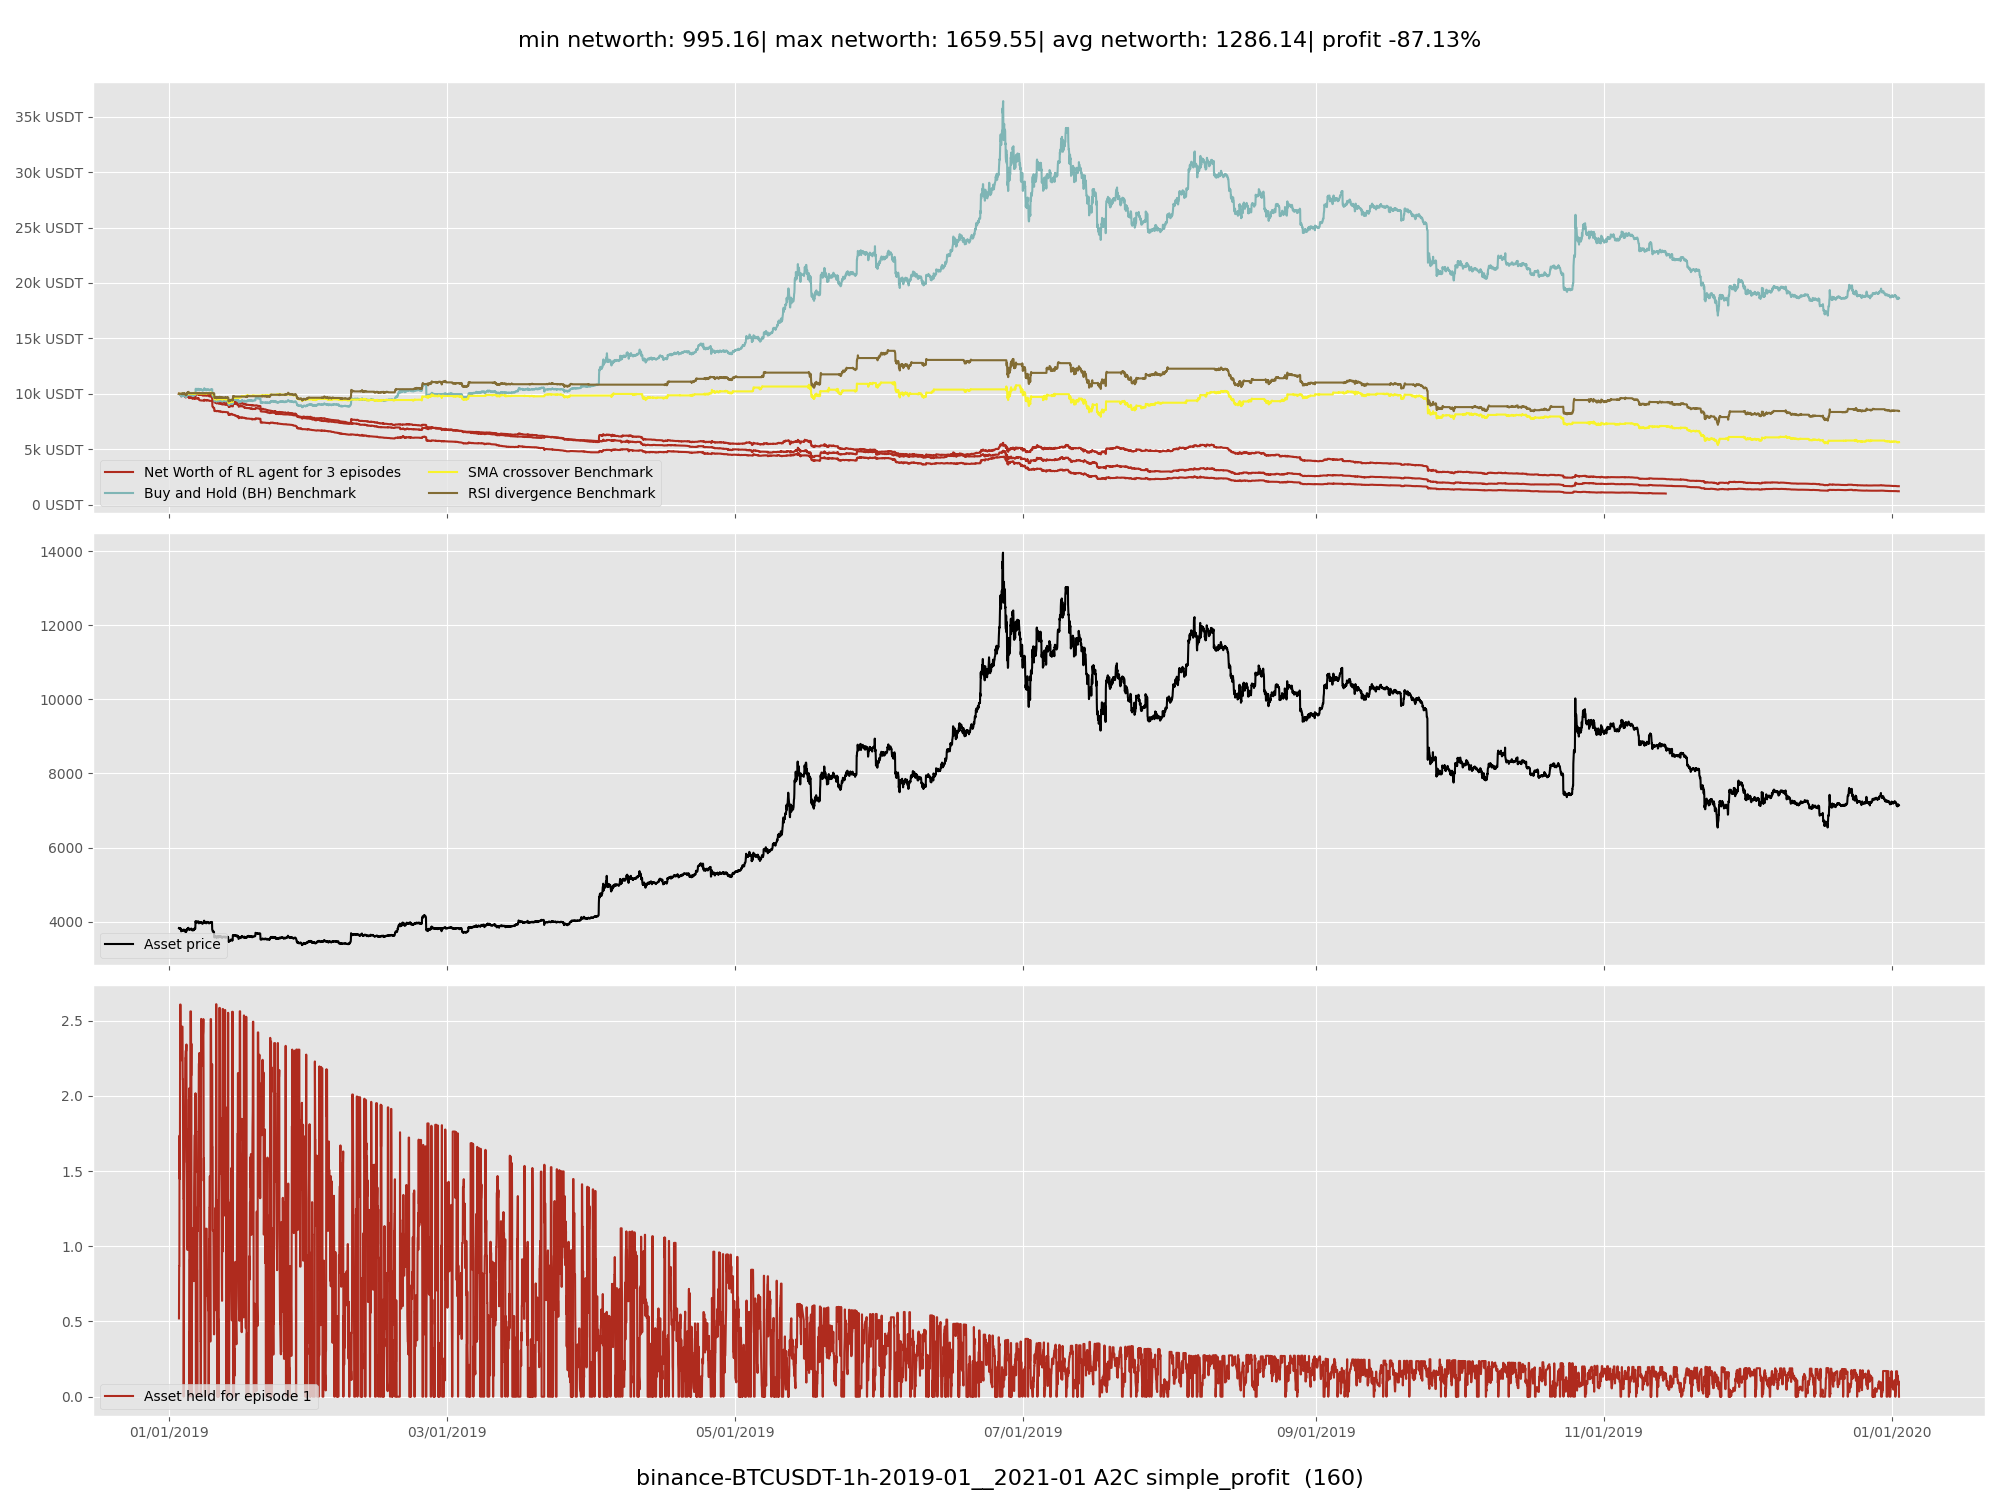 min networth: 995.16| max networth: 1659.55| avg networth: 1286.14| profit -87.13%
35k USDT
30k USDT
25k USDT
20k USDT
15k USDT
10k USDT
5k USDT
0 USDT
Net Worth of RL agent for 3 episodes
Buy and Hold (BH) Benchmark
SMA crossover Benchmark
RSI divergence Benchmark
14000
12000
10000
8000
6000
4000
Asset price
2.5
2.0
1.5
1.0
0.5
0.0
Asset held for episode 1
01/01/2019
03/01/2019
05/01/2019
07/01/2019
09/01/2019
11/01/2019
01/01/2020
binance-BTCUSDT-1h-2019-01__2021-01 A2C simple_profit (160)